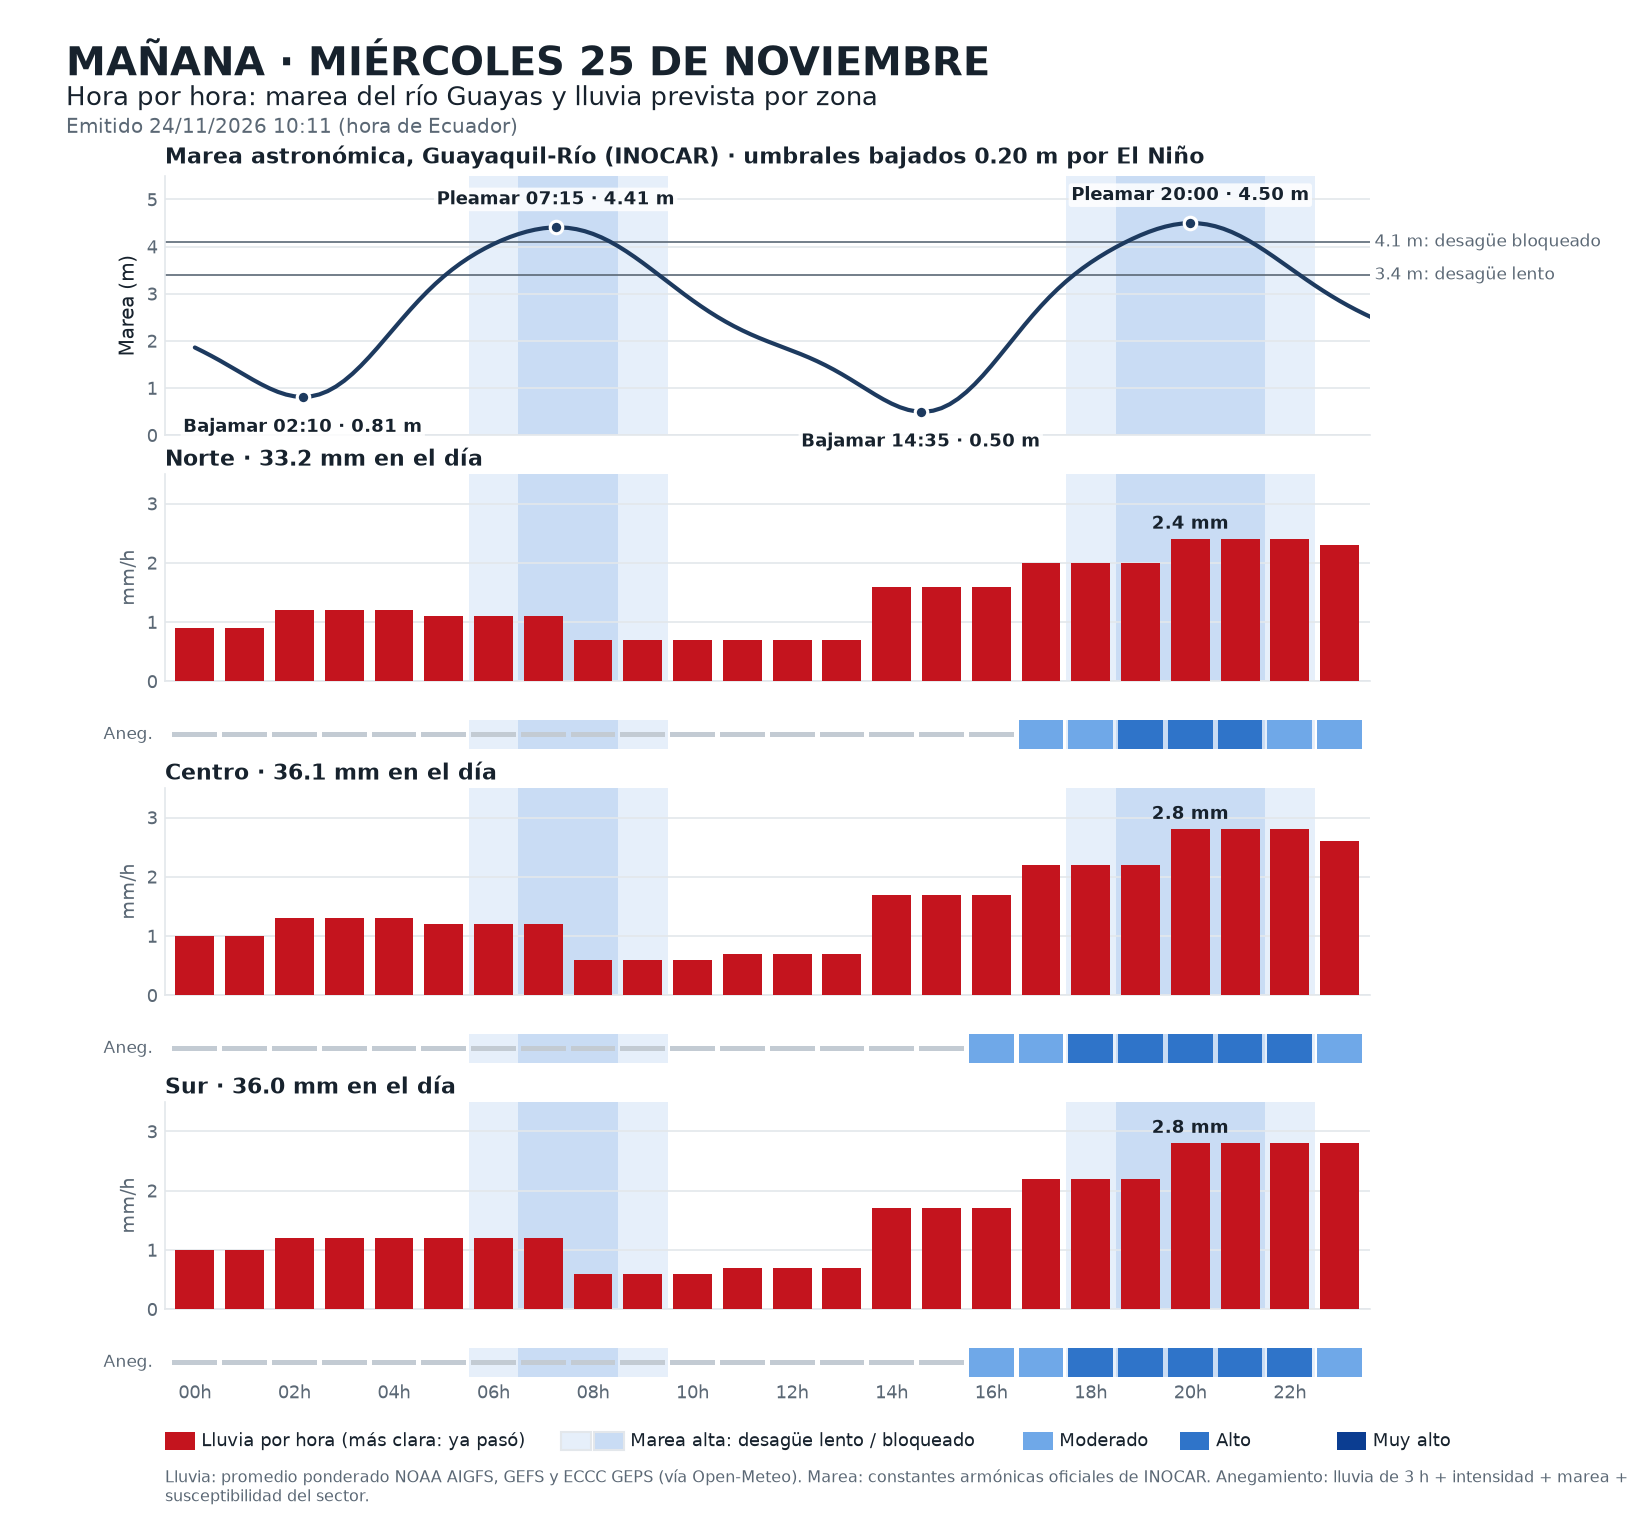 MAÑANA · MIÉRCOLES 25 DE NOVIEMBRE
Hora por hora: marea del río Guayas y lluvia prevista por zona
Emitido 24/11/2026 10:11 (hora de Ecuador)
Marea astronómica, Guayaquil-Río (INOCAR) · umbrales bajados 0.20 m por El Niño
Marea (m)
5
4
3
2
1
0
Pleamar 07:15 · 4.41 m
Pleamar 20:00 · 4.50 m
4.1 m: desagüe bloqueado
3.4 m: desagüe lento
Bajamar 02:10 · 0.81 m
Bajamar 14:35 · 0.50 m
Norte · 33.2 mm en el día
mm/h
3
2
1
0
2.4 mm
Aneg.
Centro · 36.1 mm en el día
mm/h
3
2
1
0
2.8 mm
Aneg.
Sur · 36.0 mm en el día
mm/h
3
2
1
0
2.8 mm
Aneg.
00h 02h 04h 06h 08h 10h 12h 14h 16h 18h 20h 22h
Lluvia por hora (más clara: ya pasó) Marea alta: desagüe lento / bloqueado Moderado Alto Muy alto
Lluvia: promedio ponderado NOAA AIGFS, GEFS y ECCC GEPS (vía Open-Meteo). Marea: constantes armónicas oficiales de INOCAR. Anegamiento: lluvia de 3 h + intensidad + marea +
susceptibilidad del sector.